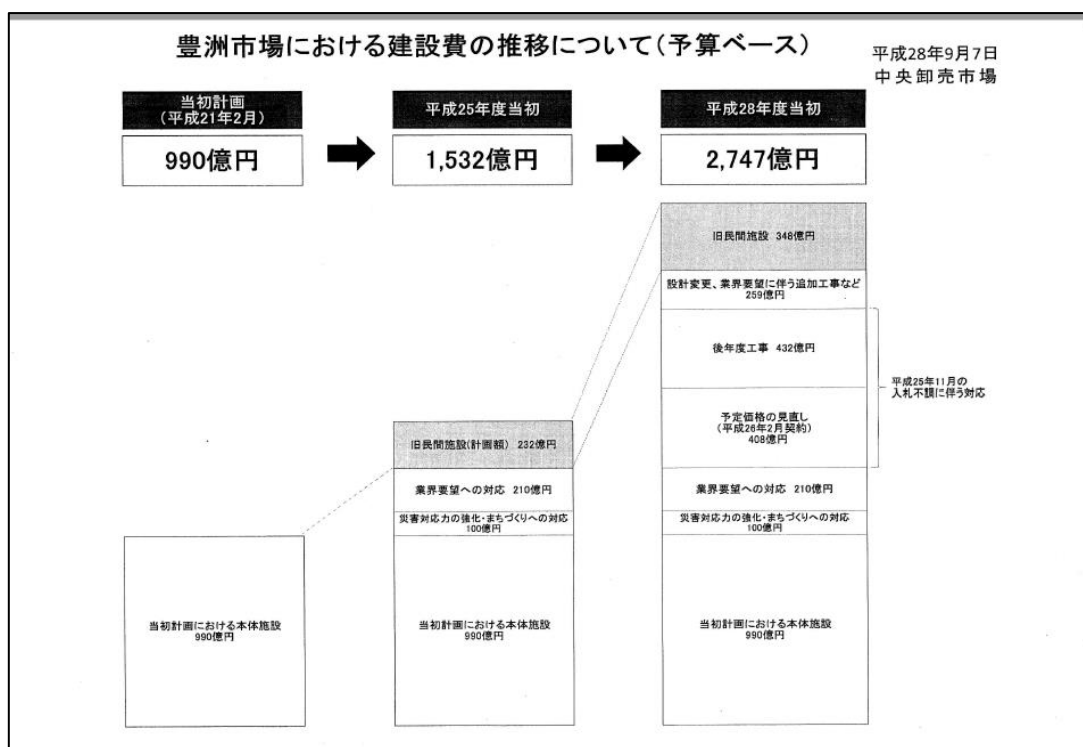 豊洲市場における建設費の推移について(予算ベース)
平成28年9月7日
中央卸売市場
当初計画
(平成21年2月)
990億円
平成25年度当初
1,532億円
平成28年度当初
2,747億円
旧民間施設 348億円
設計変更、業界要望に伴う追加工事など
259億円
後年度工事 432億円
予定価格の見直し
(平成26年2月契約)
408億円
平成25年11月の
入札不調に伴う対応
業界要望への対応 210億円
災害対応力の強化・まちづくりへの対応
100億円
当初計画における本体施設
990億円
旧民間施設(計画額) 232億円
業界要望への対応 210億円
災害対応力の強化・まちづくりへの対応
100億円
当初計画における本体施設
990億円
当初計画における本体施設
990億円